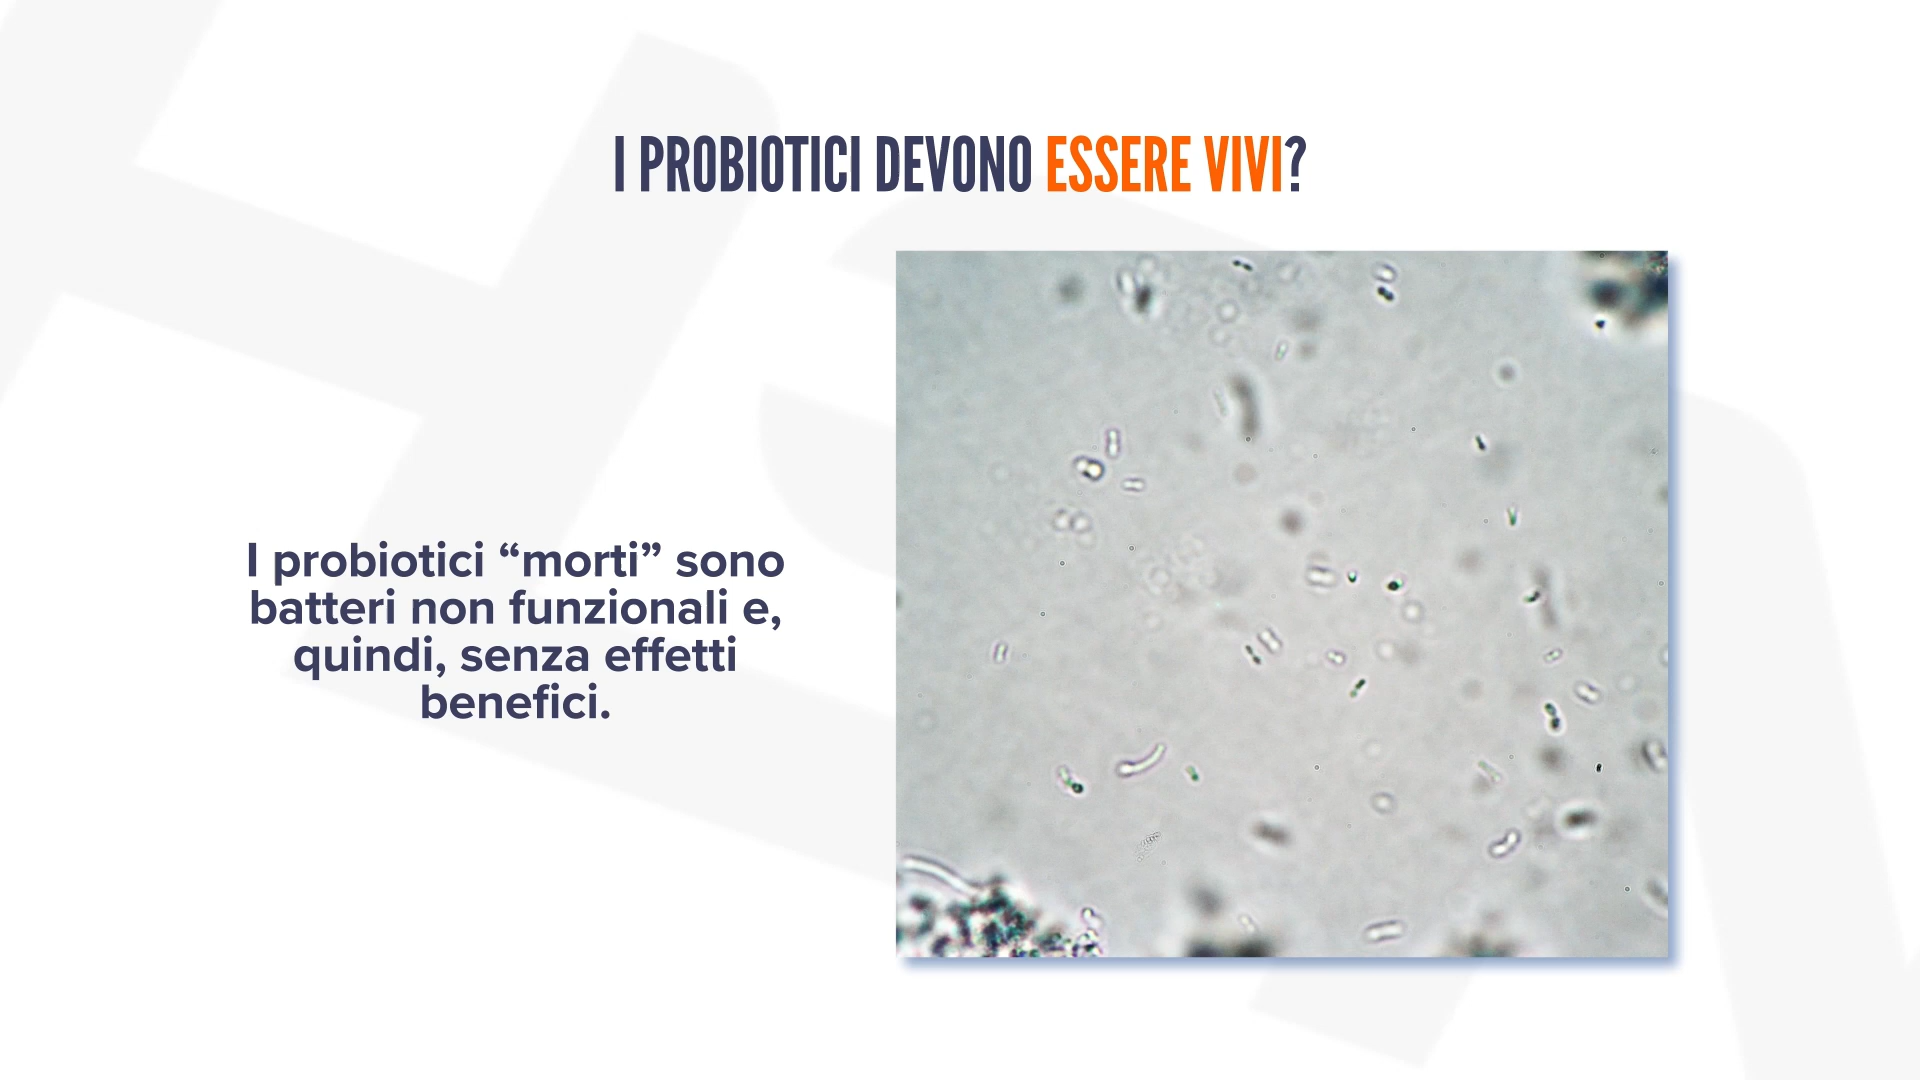 I PROBIOTICI DEVONO ESSERE VIVI?
I probiotici “morti” sono
batteri non funzionali e,
quindi, senza effetti
benefici.